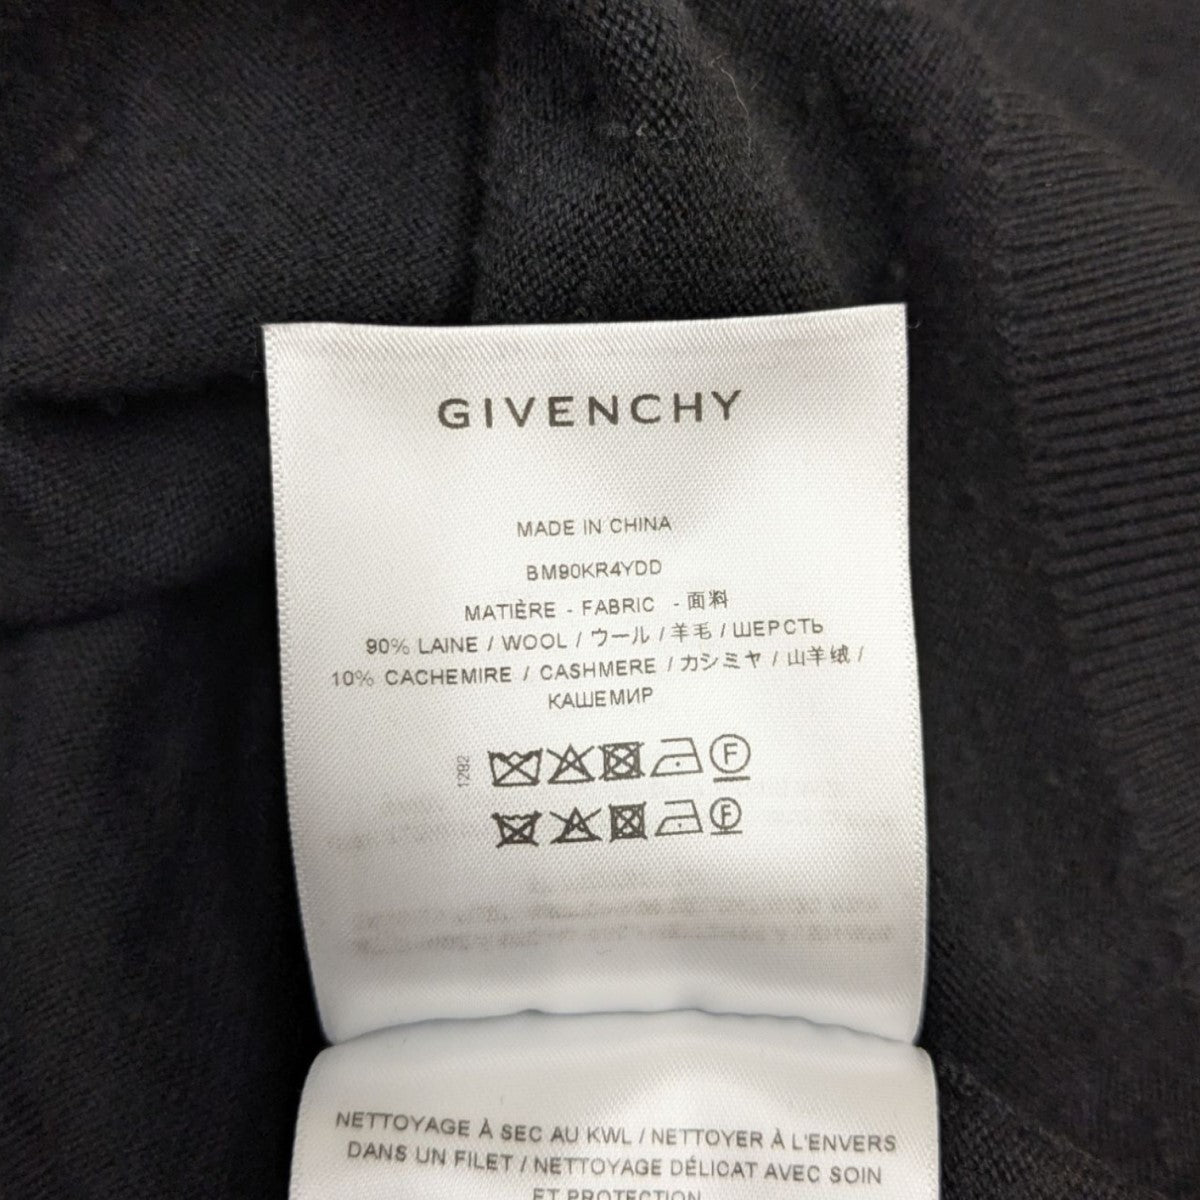 GIVENCHY
MADE IN CHINA
BM90KR4YDD
MATIÈRE - FABRIC - 面料
90% LAINE / WOOL / ウール / 羊毛 / ШЕРСТЬ
10% CACHEMIRE / CASHMERE / カシミヤ / 山羊绒 /
КАШЕМИР
1292
F
F
NETTOYAGE À SEC AU KWL / NETTOYER À L'ENVERS
DANS UN FILET / NETTOYAGE DÉLICAT AVEC SOIN
ET PROTECTION